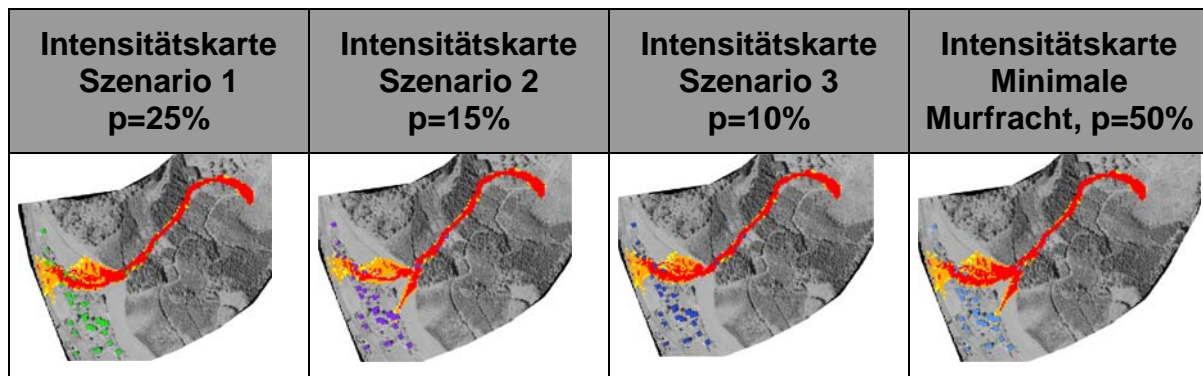 Intensitätskarte
Szenario 1
p=25%
Intensitätskarte
Szenario 2
p=15%
Intensitätskarte
Szenario 3
p=10%
Intensitätskarte
Minimale
Murfracht, p=50%